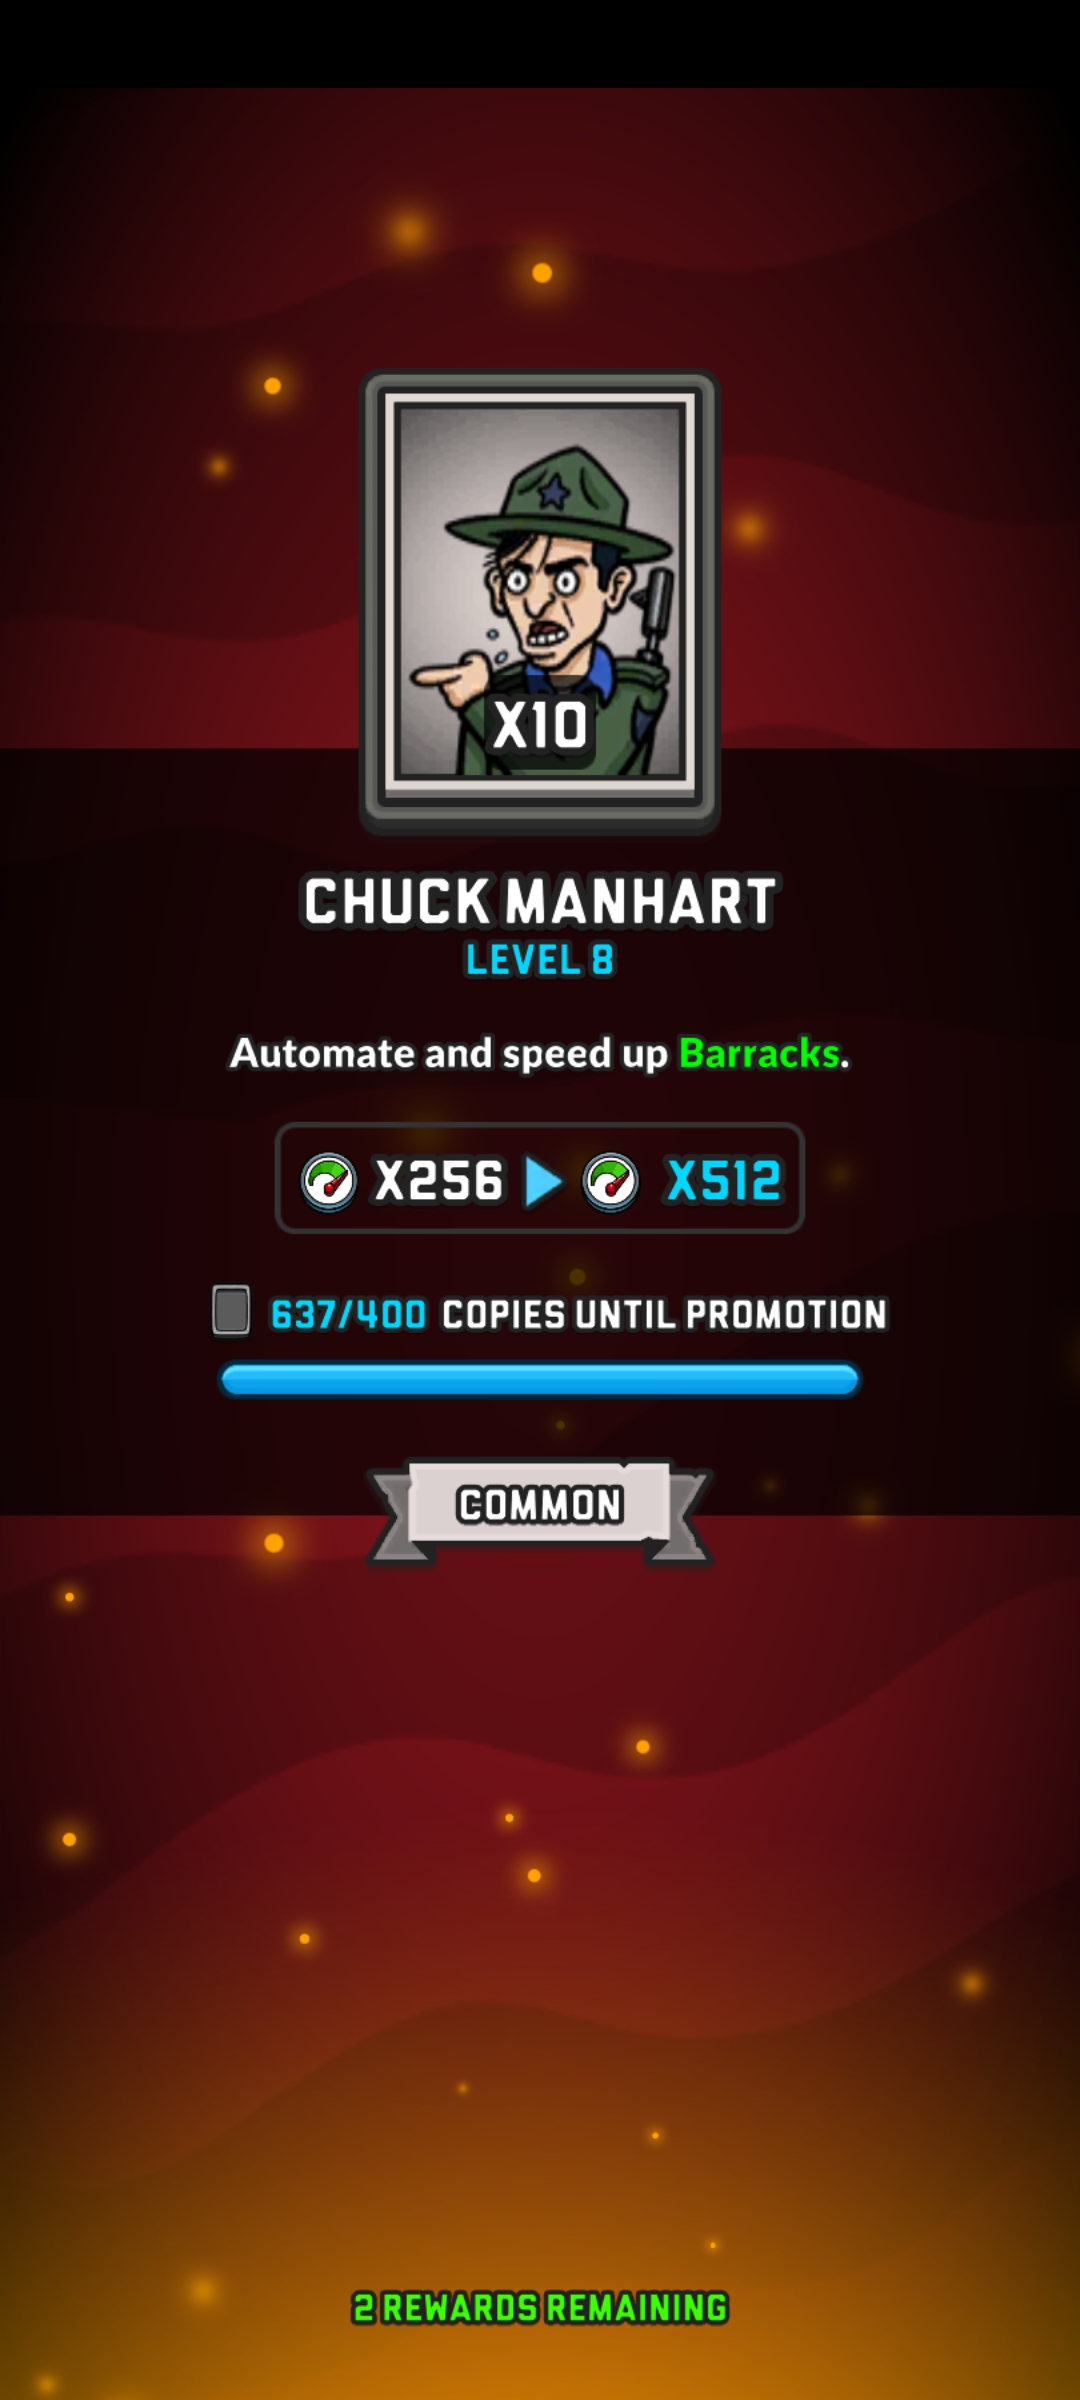 X10
CHUCK MANHART
LEVEL 8
Automate and speed up Barracks.
X256 X512
637/400 COPIES UNTIL PROMOTION
COMMON
2 REWARDS REMAINING